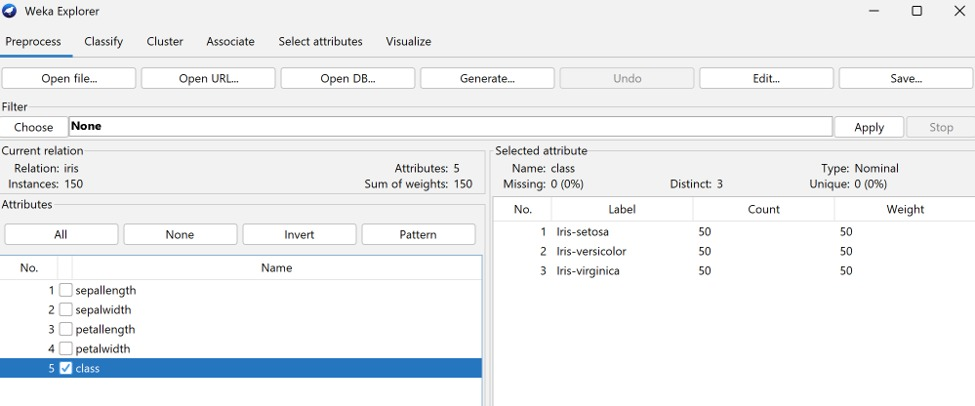 Weka Explorer
Preprocess Classify Cluster Associate Select attributes Visualize
Open file... Open URL... Open DB... Generate... Undo Edit... Save...
Filter
Choose None Apply Stop
Current relation
Relation: iris Attributes: 5
Instances: 150 Sum of weights: 150
Attributes
All None Invert Pattern
No. Name
1 sepallength
2 sepalwidth
3 petallength
4 petalwidth
5 class
Selected attribute
Name: class Type: Nominal
Missing: 0 (0%) Distinct: 3 Unique: 0 (0%)
No. Label Count Weight
1 Iris-setosa 50 50
2 Iris-versicolor 50 50
3 Iris-virginica 50 50